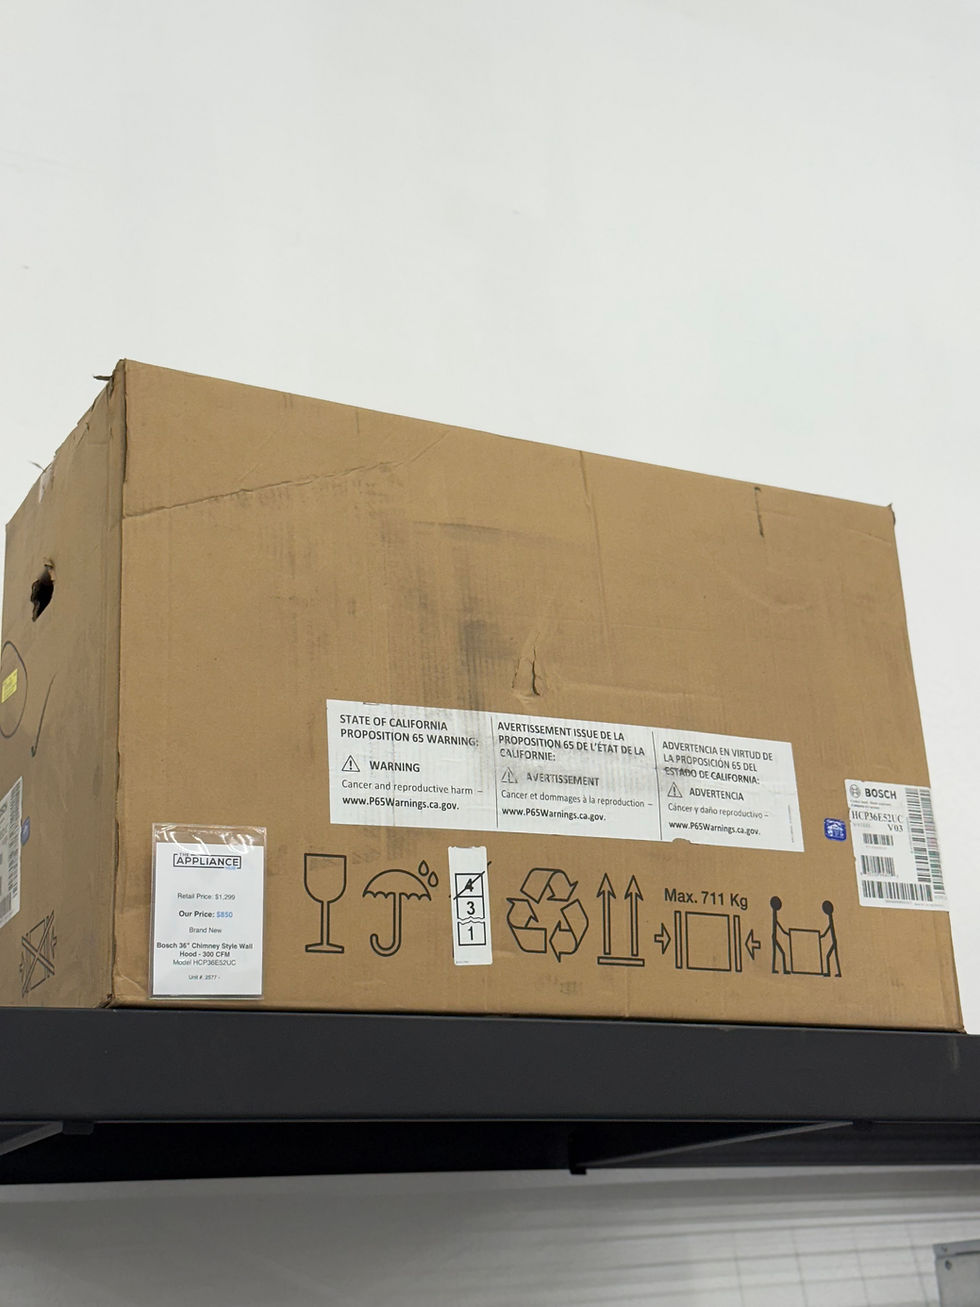 STATE OF CALIFORNIA
PROPOSITION 65 WARNING:
WARNING
Cancer and reproductive harm –
www.P65Warnings.ca.gov.
AVERTISSEMENT ISSUE DE LA
PROPOSITION 65 DE L'ÉTAT DE LA
CALIFORNIE:
AVERTISSEMENT
Cancer et dommages à la reproduction –
www.P65Warnings.ca.gov.
ADVERTENCIA EN VIRTUD DE
LA PROPOSICIÓN 65 DEL
ESTADO DE CALIFORNIA:
ADVERTENCIA
Cáncer y daño reproductivo –
www.P65Warnings.ca.gov.
BOSCH
HCP36E52UC
V03
THE
APPLIANCE
Retail Price: $1,299
Our Price: $850
Brand New
Bosch 36" Chimney Style Wall
Hood - 300 CFM
Model HCP36E52UC
Unit #: 2577 -
4
3
1
Max. 711 Kg